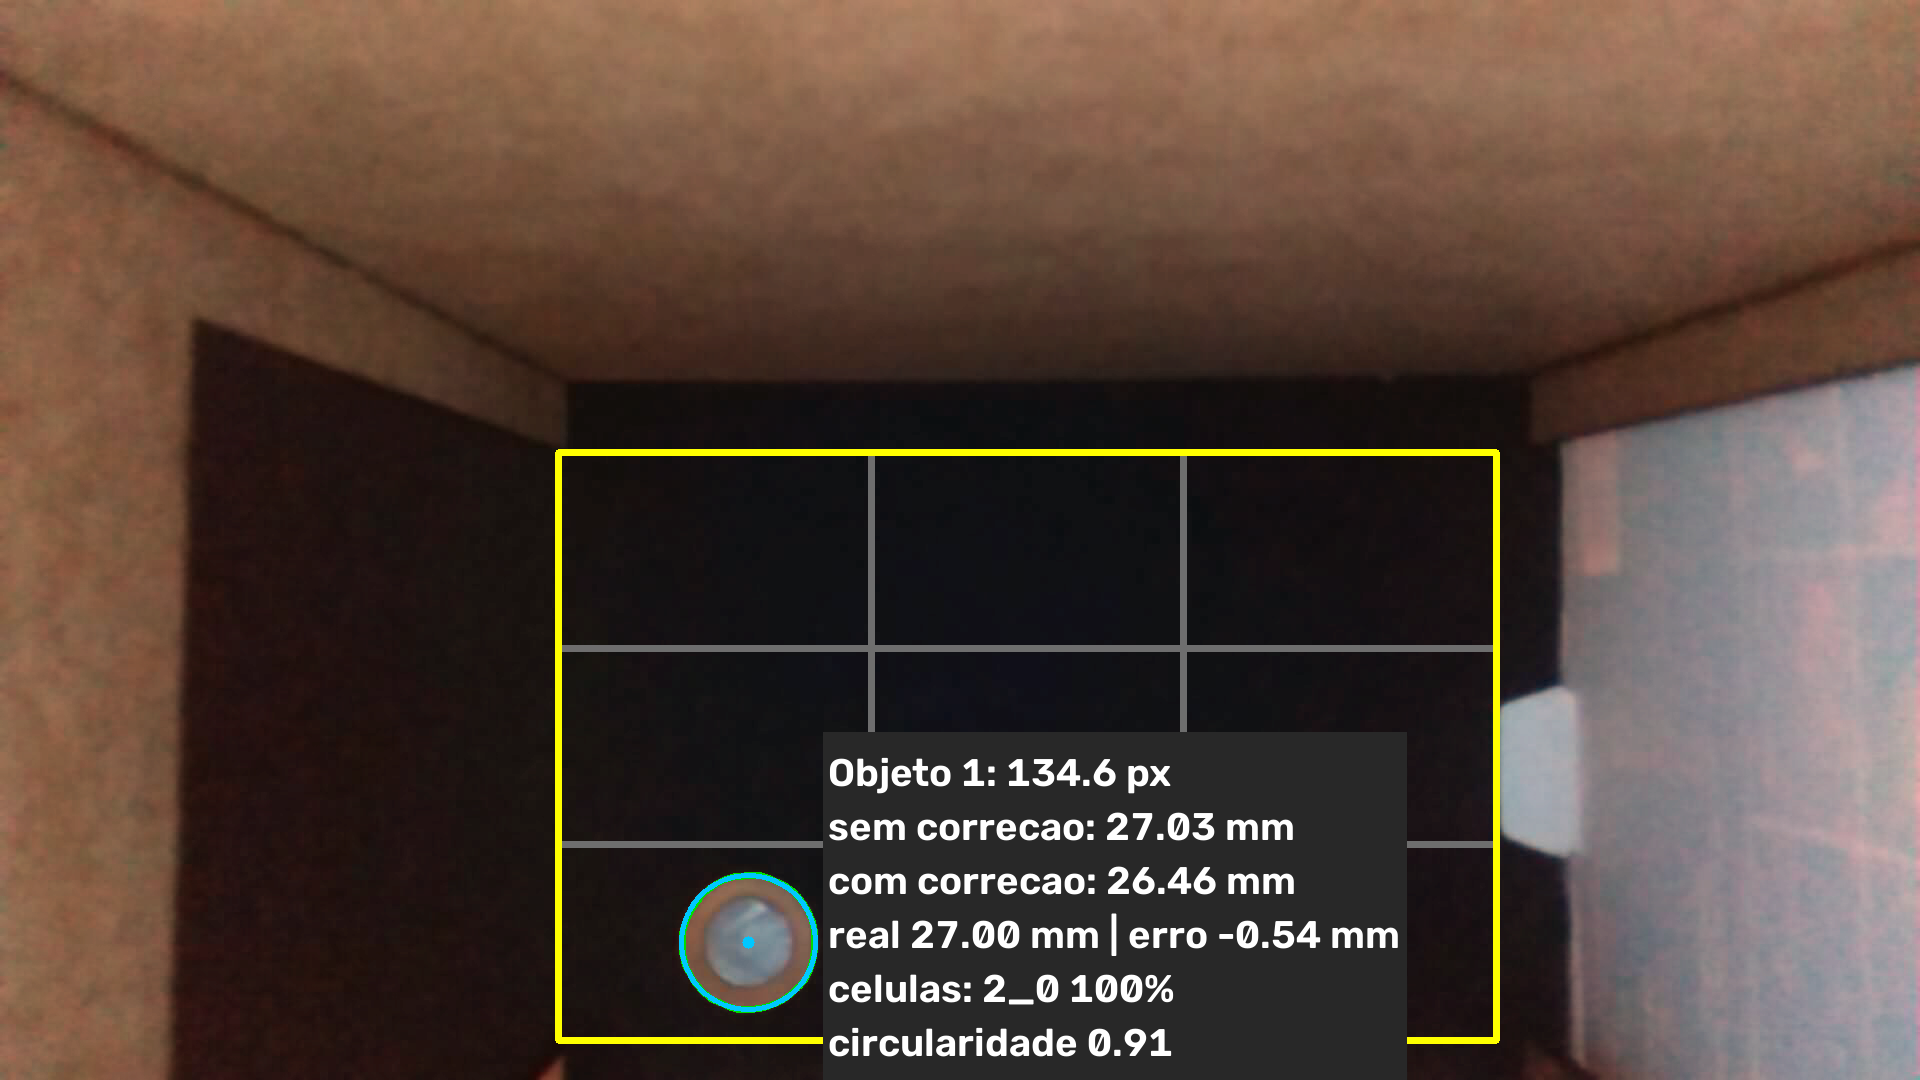 Objeto 1: 134.6 px
sem correcao: 27.03 mm
com correcao: 26.46 mm
real 27.00 mm | erro -0.54 mm
celulas: 2_0 100%
circularidade 0.91